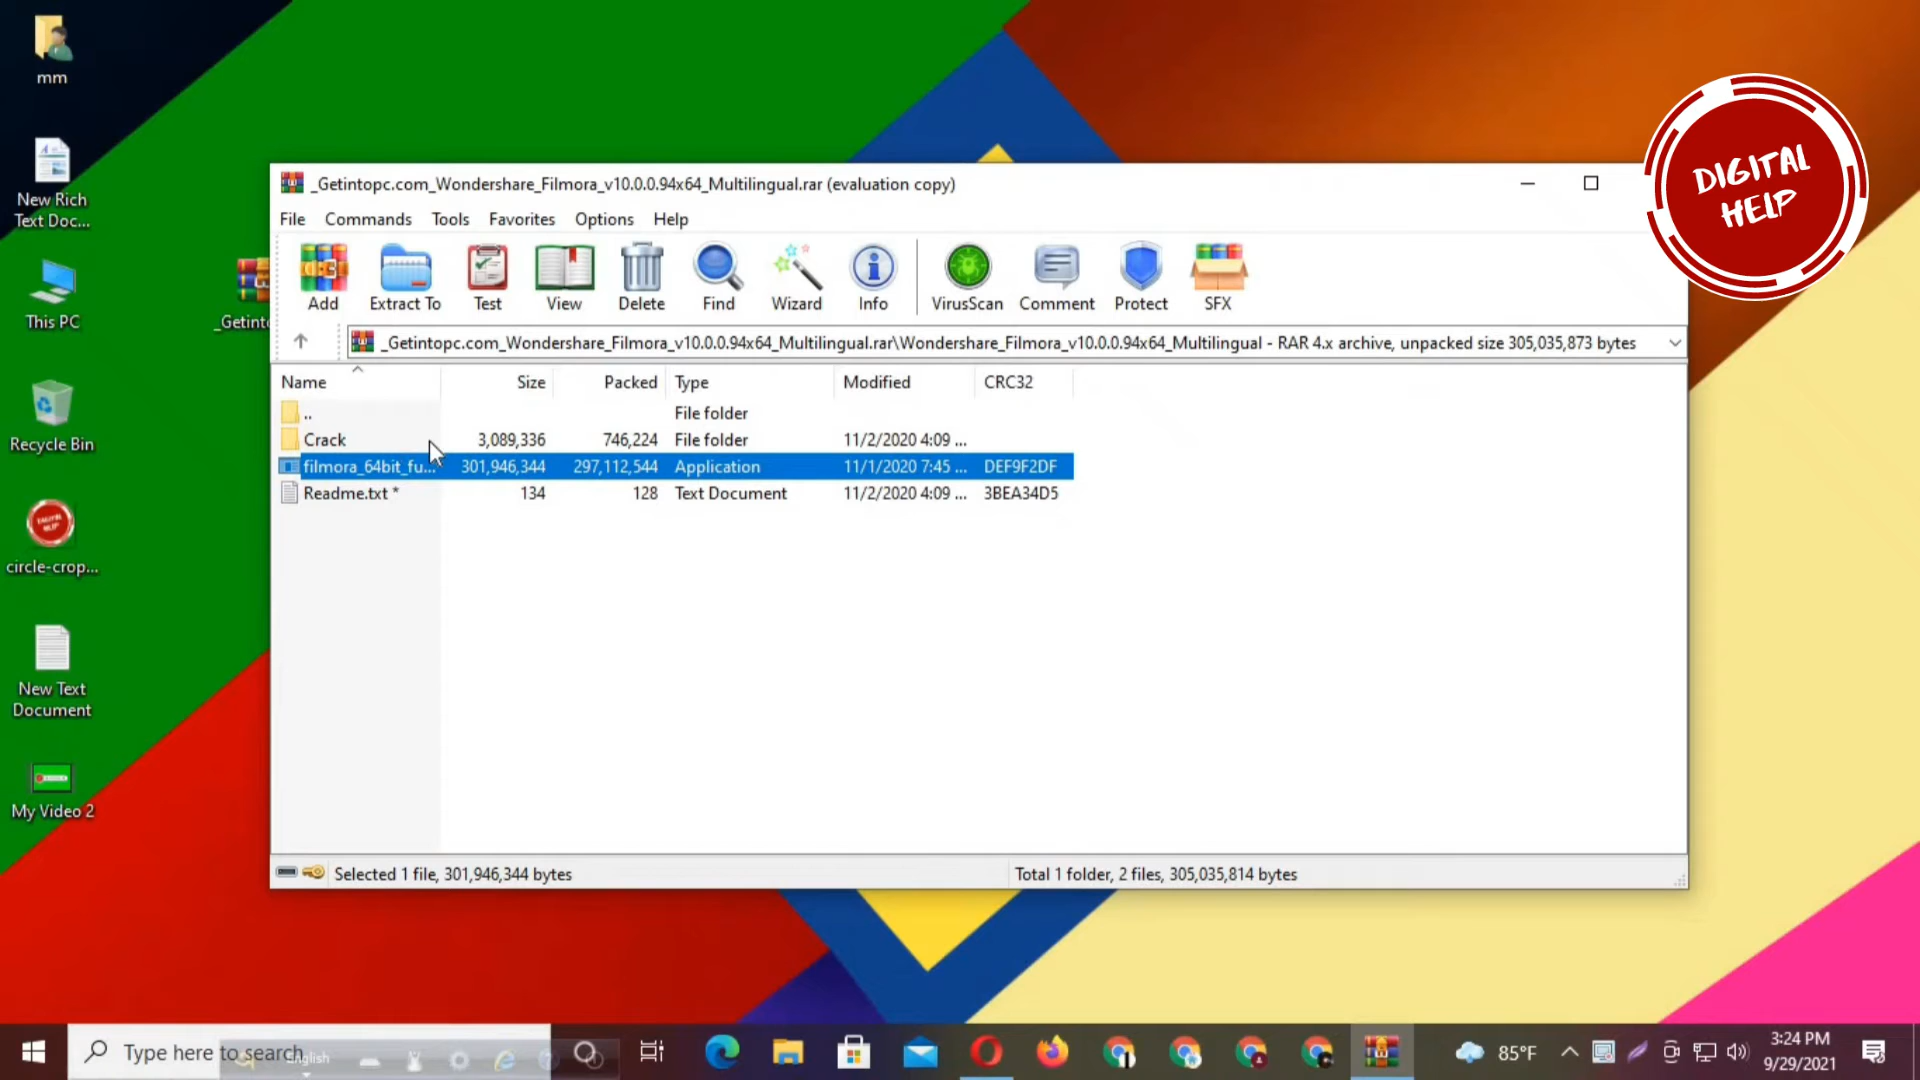 mm
New Rich
Text Doc...
This PC
Recycle Bin
circle-crop...
New Text
Document
My Video 2
_Getinto
DIGITAL
HELP
_Getintopc.com_Wondershare_Filmora_v10.0.0.94x64_Multilingual.rar (evaluation copy)
File Commands Tools Favorites Options Help
Add Extract To Test View Delete Find Wizard Info VirusScan Comment Protect SFX
_Getintopc.com_Wondershare_Filmora_v10.0.0.94x64_Multilingual.rar\Wondershare_Filmora_v10.0.0.94x64_Multilingual - RAR 4.x archive, unpacked size 305,035,873 bytes
Name Size Packed Type Modified CRC32
.. File folder
Crack 3,089,336 746,224 File folder 11/2/2020 4:09 ...
filmora_64bit_fu... 301,946,344 297,112,544 Application 11/1/2020 7:45 ... DEF9F2DF
Readme.txt * 134 128 Text Document 11/2/2020 4:09 ... 3BEA34D5
Selected 1 file, 301,946,344 bytes
Total 1 folder, 2 files, 305,035,814 bytes
Type here to search
English
85°F
3:24 PM
9/29/2021